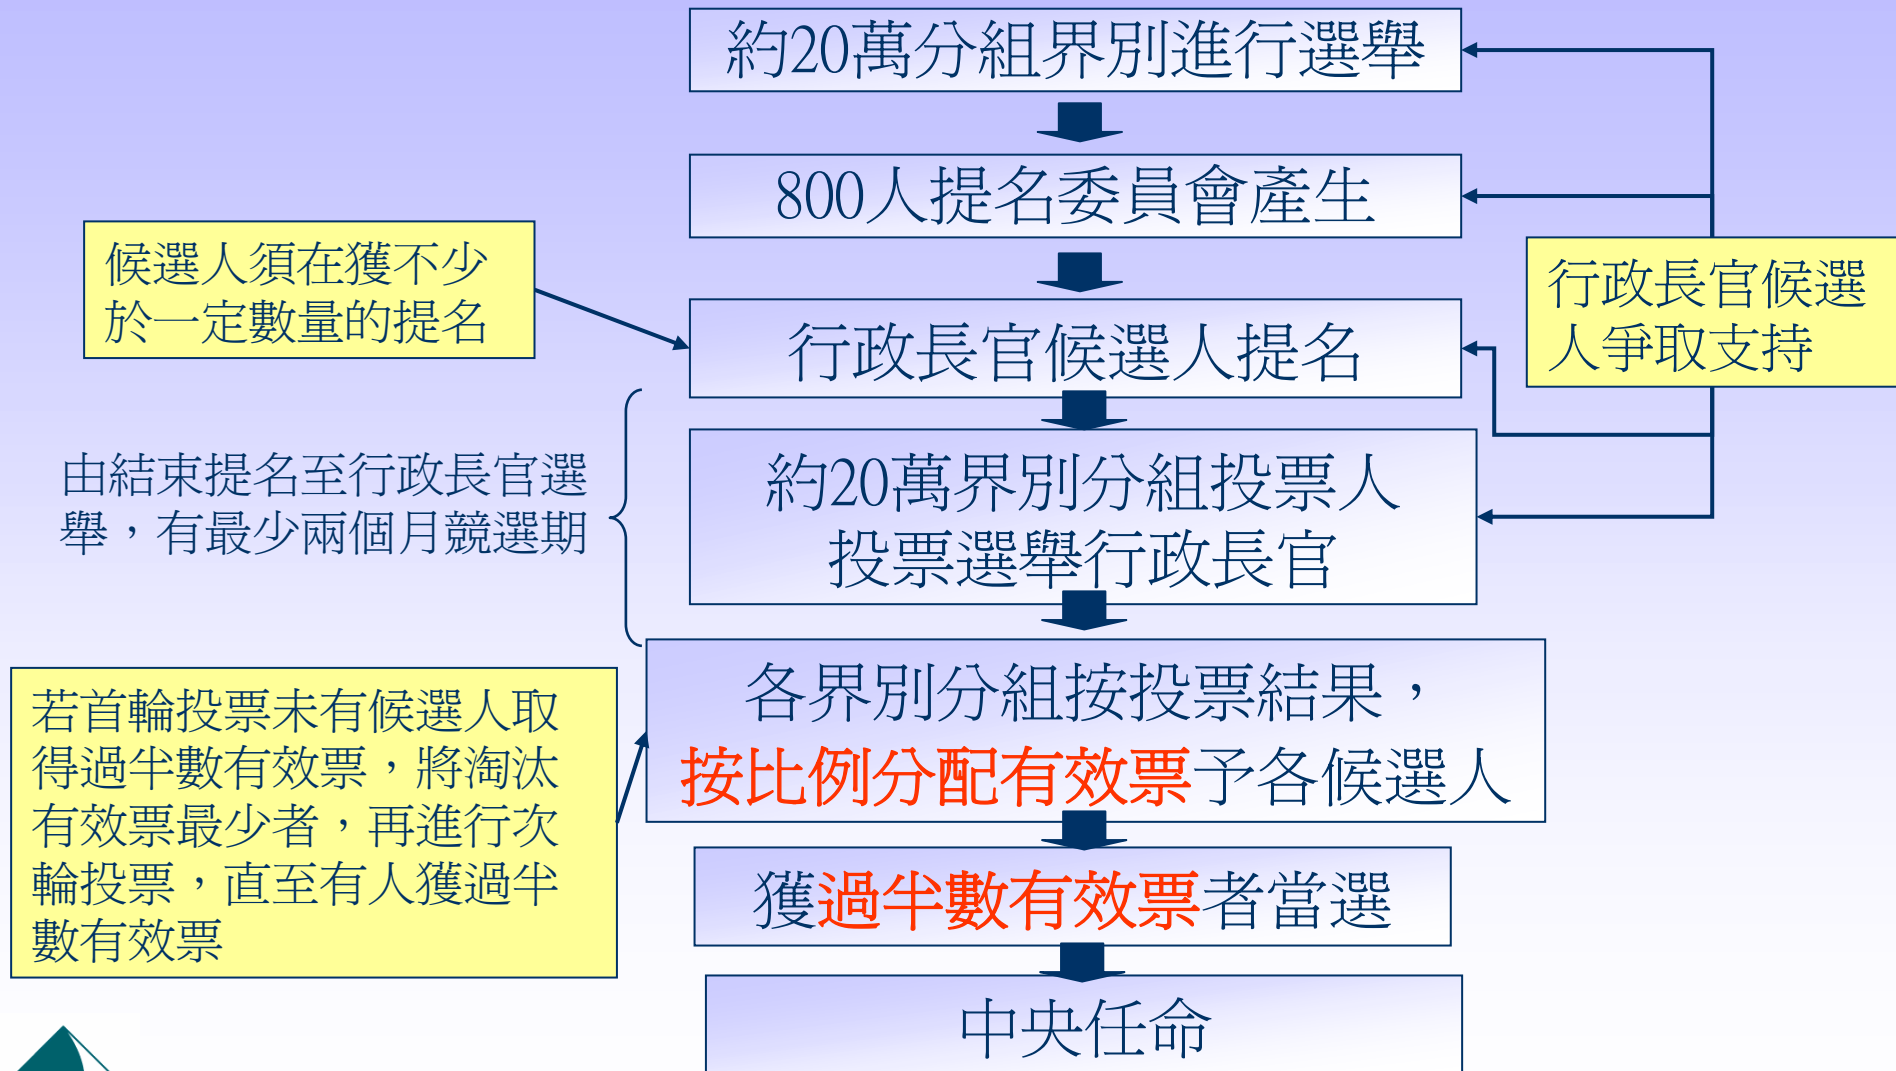 約20萬分組界別進行選舉
800人提名委員會產生
候選人須在獲不少
於一定數量的提名
行政長官候選
人爭取支持
行政長官候選人提名
由結束提名至行政長官選
舉，有最少兩個月競選期
約20萬界別分組投票人
投票選舉行政長官
各界別分組按投票結果，
按比例分配有效票予各候選人
若首輪投票未有候選人取
得過半數有效票，將淘汰
有效票最少者，再進行次
輪投票，直至有人獲過半
數有效票
獲過半數有效票者當選
中央任命